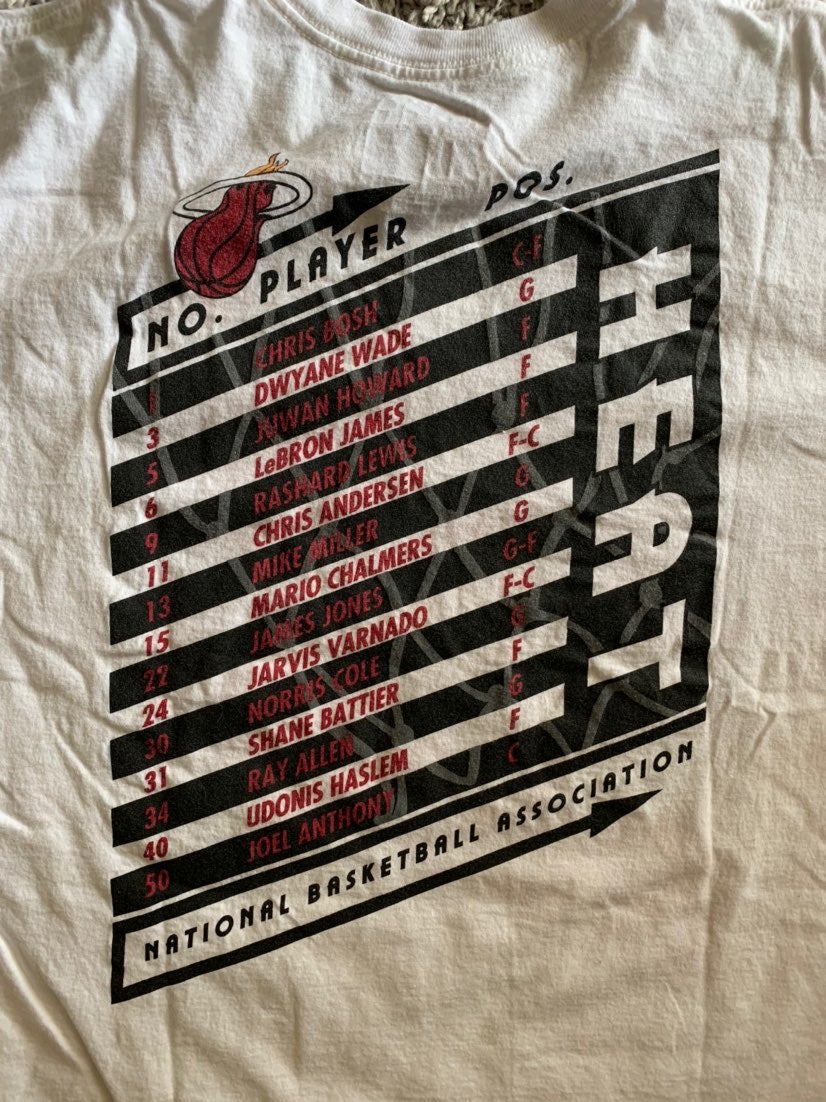 NO. PLAYER POS.
1 CHRIS BOSH C-F
3 DWYANE WADE G
5 JUWAN HOWARD F
6 LeBRON JAMES F
9 RASHARD LEWIS F
11 CHRIS ANDERSEN F-C
13 MIKE MILLER G
15 MARIO CHALMERS G
22 JAMES JONES G-F
24 JARVIS VARNADO F-C
30 NORRIS COLE G
31 SHANE BATTIER F
34 RAY ALLEN G
40 UDONIS HASLEM F
50 JOEL ANTHONY C
HEAT
NATIONAL BASKETBALL ASSOCIATION